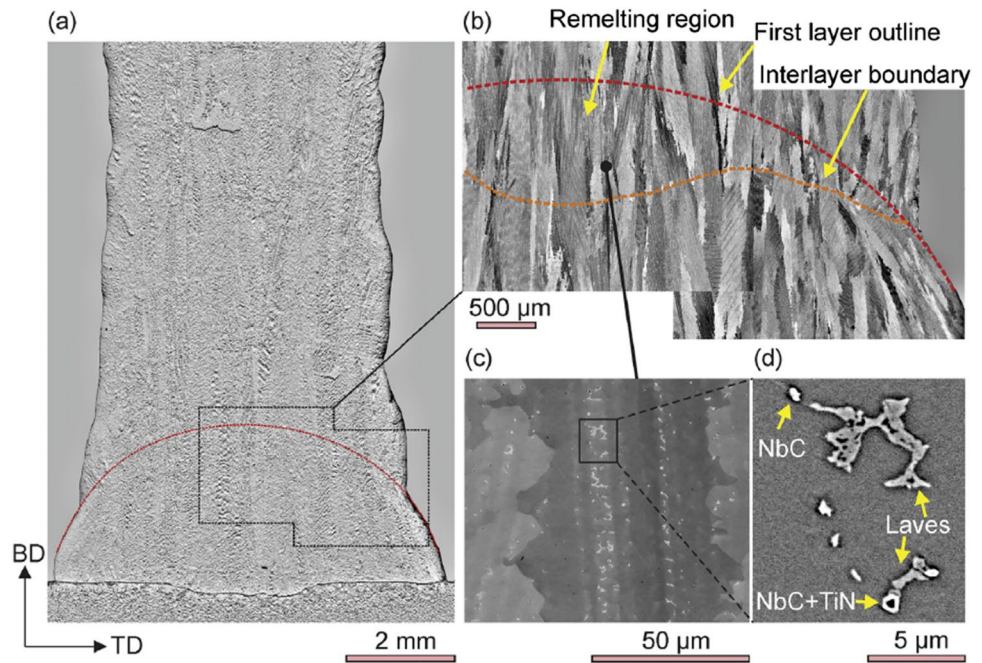 (a)
BD
TD
2 mm
(b)
Remelting region
First layer outline
Interlayer boundary
500 µm
(c)
50 µm
(d)
NbC
Laves
NbC+TiN
5 µm